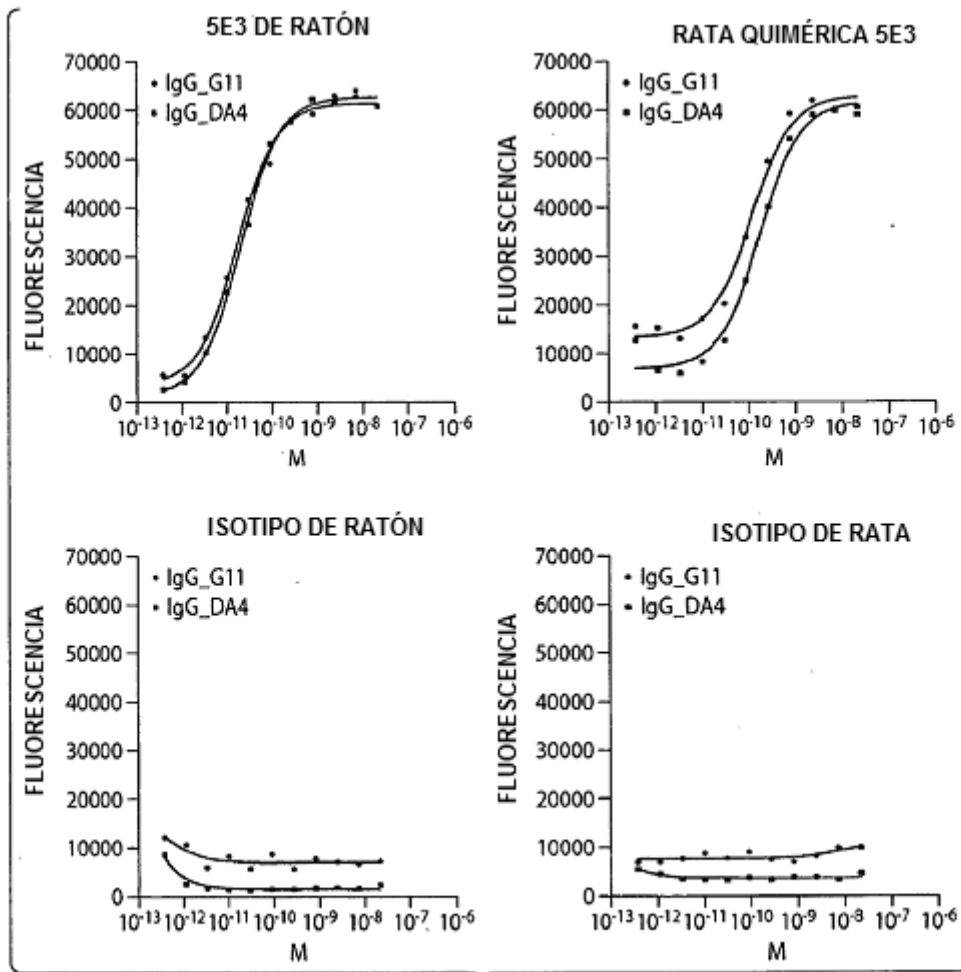 5E3 DE RATÓN
70000
60000
50000
40000
30000
20000
10000
0
IgG_G11
IgG_DA4
FLUORESCENCIA
10-13 10-12 10-11 10-10 10-9 10-8 10-7 10-6
M
RATA QUIMÉRICA 5E3
70000
60000
50000
40000
30000
20000
10000
0
IgG_G11
IgG_DA4
FLUORESCENCIA
10-13 10-12 10-11 10-10 10-9 10-8 10-7 10-6
M
ISOTIPO DE RATÓN
70000
60000
50000
40000
30000
20000
10000
0
IgG_G11
IgG_DA4
FLUORESCENCIA
10-13 10-12 10-11 10-10 10-9 10-8 10-7 10-6
M
ISOTIPO DE RATA
70000
60000
50000
40000
30000
20000
10000
0
IgG_G11
IgG_DA4
FLUORESCENCIA
10-13 10-12 10-11 10-10 10-9 10-8 10-7 10-6
M